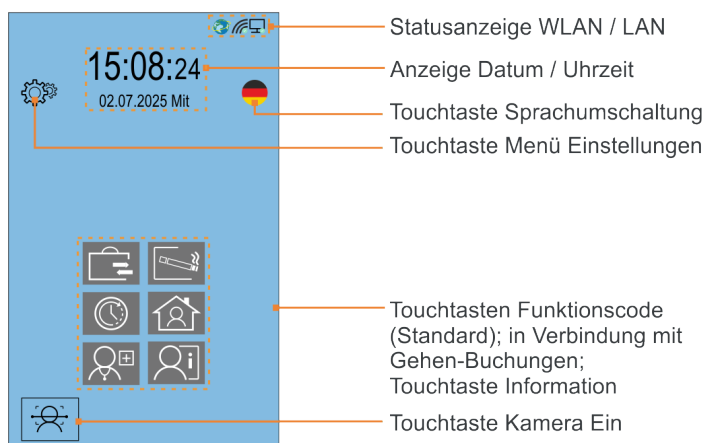 Statusanzeige WLAN / LAN
15:08:24
02.07.2025 Mit
Anzeige Datum / Uhrzeit
Touchtaste Sprachumschaltung
Touchtaste Menü Einstellungen
Touchtasten Funktionscode
(Standard); in Verbindung mit
Gehen-Buchungen;
Touchtaste Information
Touchtaste Kamera Ein